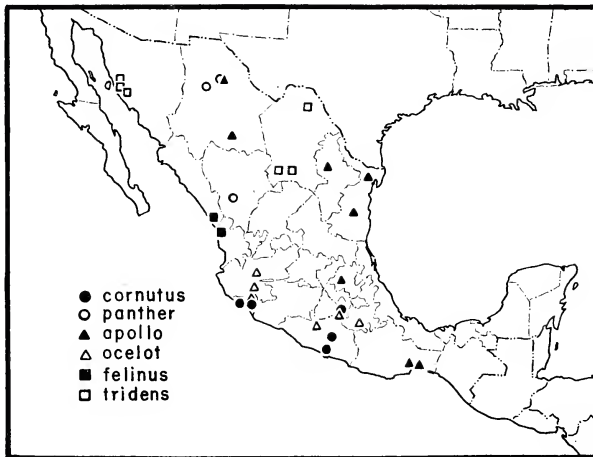 cornutus
panther
apollo
ocelot
felinus
tridens